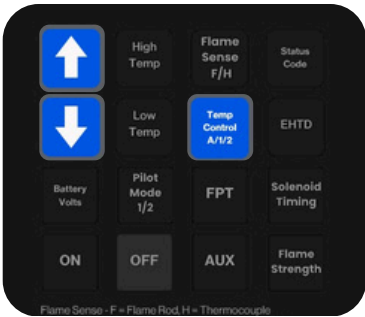 High
Temp
Flame
Sense
F/H
Status
Code
Low
Temp
Temp
Control
A/1/2
EHTD
Battery
Volts
Pilot
Mode
1/2
FPT
Solenoid
Timing
ON
OFF
AUX
Flame
Strength
Flame Sense - F = Flame Rod, H = Thermocouple